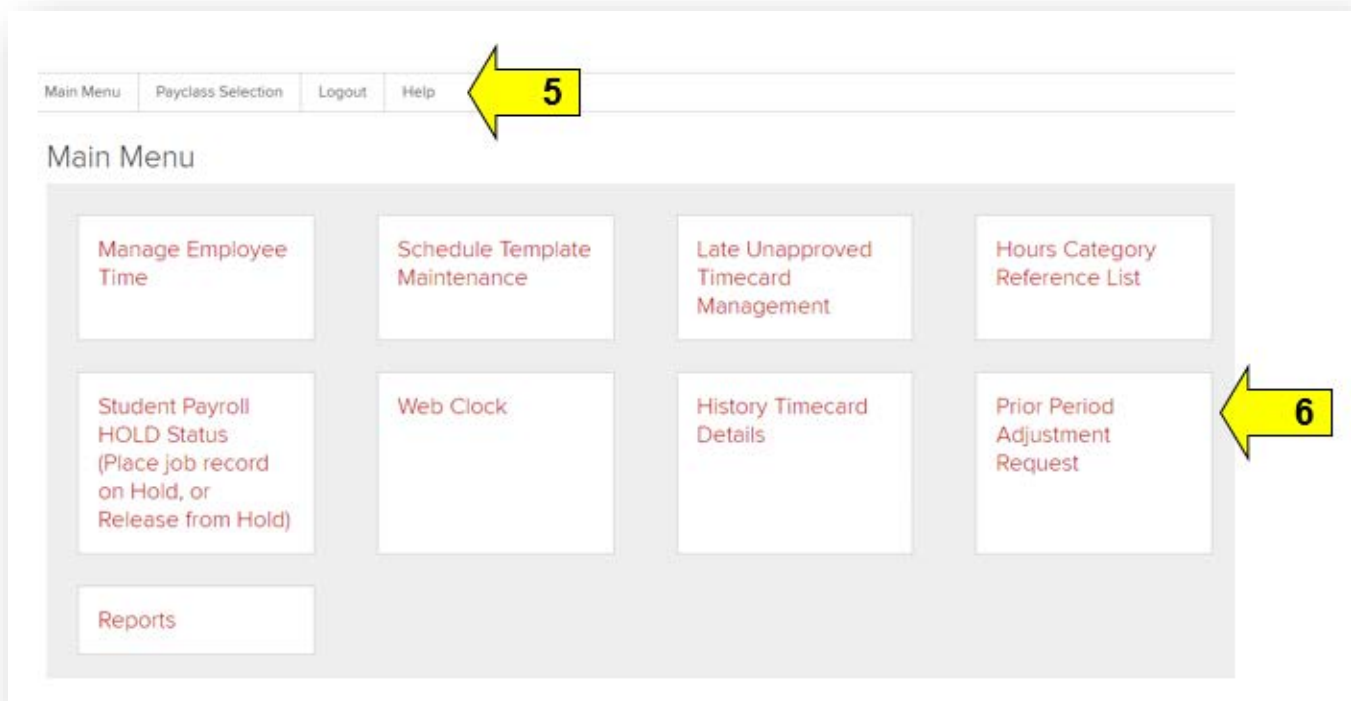 Main Menu Payclass Selection Logout Help 5
Main Menu
Manage Employee
Time
Schedule Template
Maintenance
Late Unapproved
Timecard
Management
Hours Category
Reference List
Student Payroll
HOLD Status
(Place job record
on Hold, or
Release from Hold)
Web Clock
History Timecard
Details
Prior Period
Adjustment
Request
6
Reports